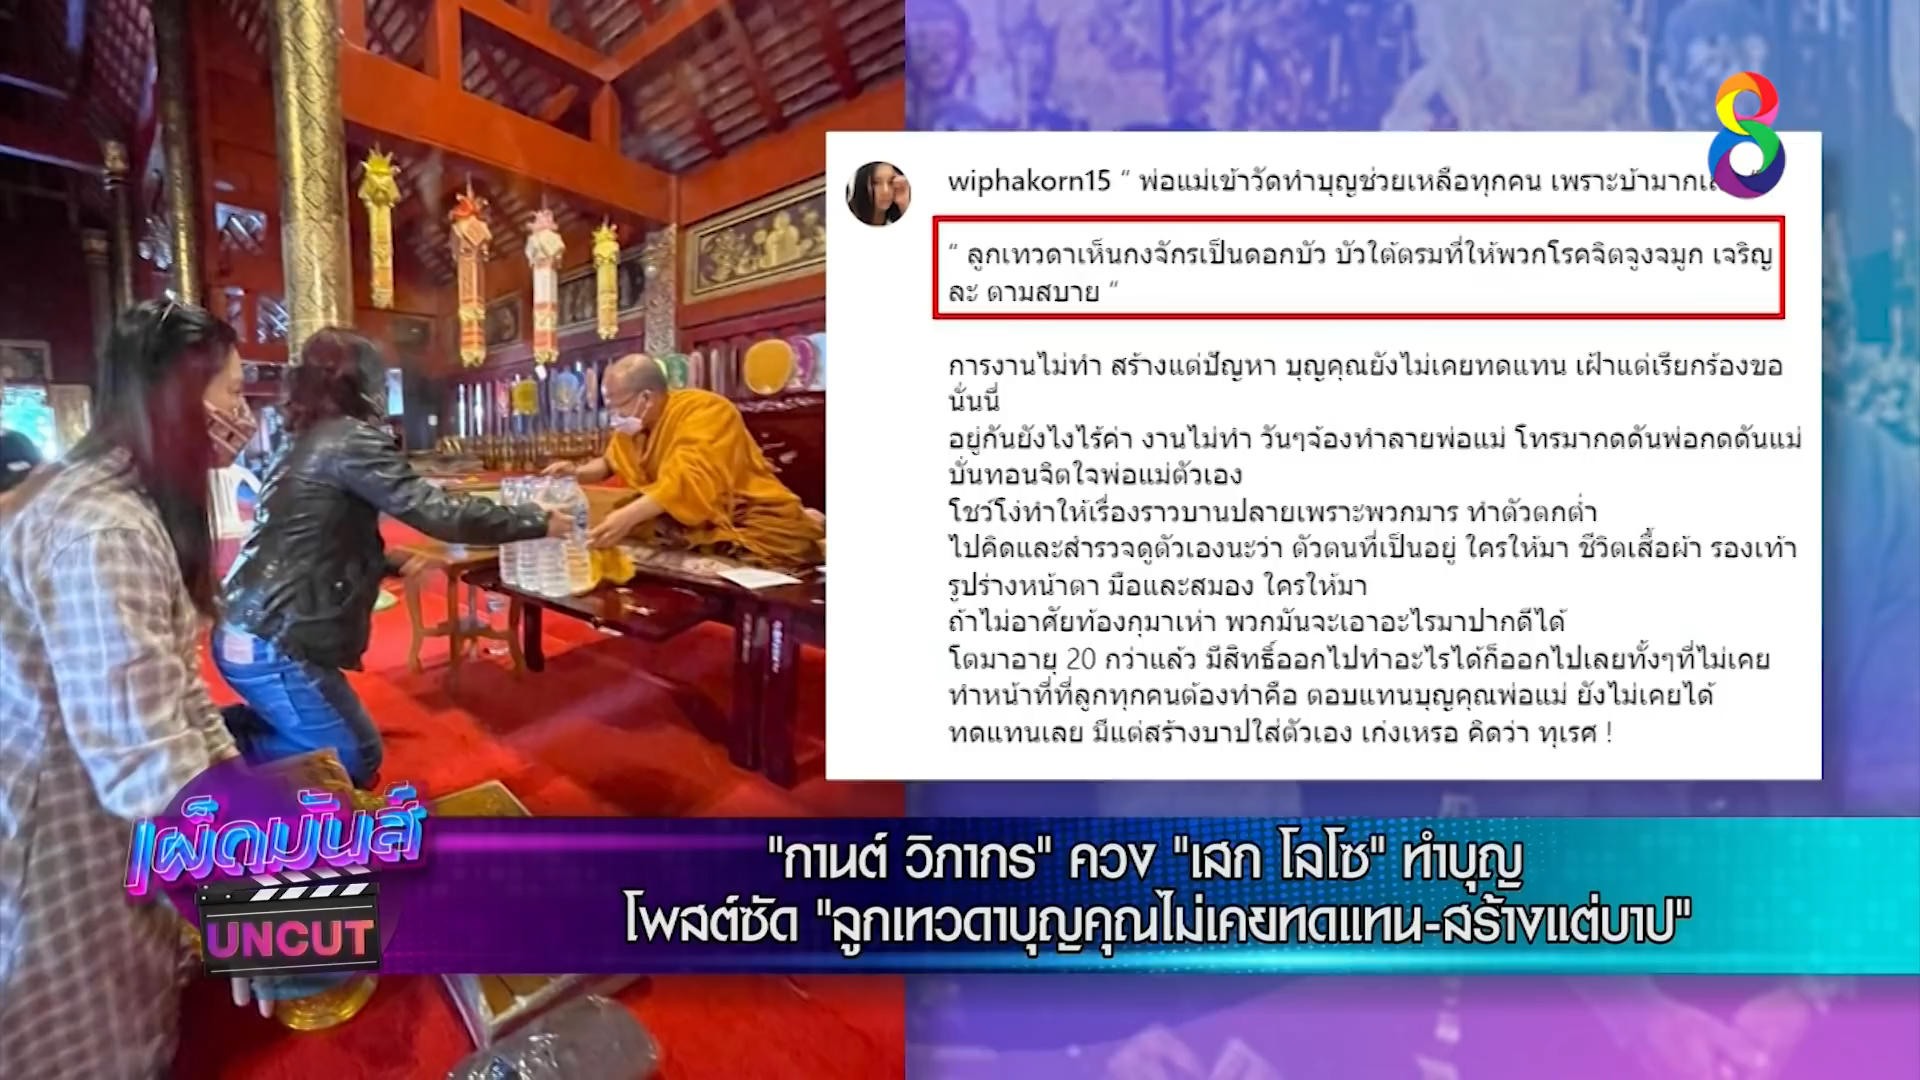 8
wiphakorn15 “ พ่อแม่เข้าวัดทำบุญช่วยเหลือทุกคน เพราะบ้ามาก
“ ลูกเทวดาเห็นกงจักรเป็นดอกบัว บัวใต้ตรมที่ให้พวกโรคจิตจูงจมูก เจริญ
ละ ตามสบาย “
การงานไม่ทำ สร้างแต่ปัญหา บุญคุณยังไม่เคยทดแทน เฝ้าแต่เรียกร้องขอ
นั่นนี่
อยู่กันยังไงไร้ค่า งานไม่ทำ วันๆจ้องทำลายพ่อแม่ โทรมากดดันพ่อกดดันแม่
บั่นทอนจิตใจพ่อแม่ตัวเอง
โชว์โง่ทำให้เรื่องราวบานปลายเพราะพวกมาร ทำตัวตกต่ำ
ไปคิดและสำรวจดูตัวเองนะว่า ตัวตนที่เป็นอยู่ ใครให้มา ชีวิตเสื้อผ้า รองเท้า
รูปร่างหน้าตา มือและสมอง ใครให้มา
ถ้าไม่อาศัยท้องกุมาเห่า พวกมันจะเอาอะไรมาปากดีได้
โตมาอายุ 20 กว่าแล้ว มีสิทธิ์ออกไปทำอะไรได้ก็ออกไปเลยทั้งๆที่ไม่เคย
ทำหน้าที่ที่ลูกทุกคนต้องทำคือ ตอบแทนบุญคุณพ่อแม่ ยังไม่เคยได้
ทดแทนเลย มีแต่สร้างบาปใส่ตัวเอง เก่งเหรอ คิดว่า ทุเรศ !
เผ็ดมันส์
UNCUT
"กานต์ วิภากร" ควง "เสก โลโซ" ทำบุญ
โพสต์ซัด "ลูกเทวดาบุญคุณไม่เคยทดแทน-สร้างแต่บาป"